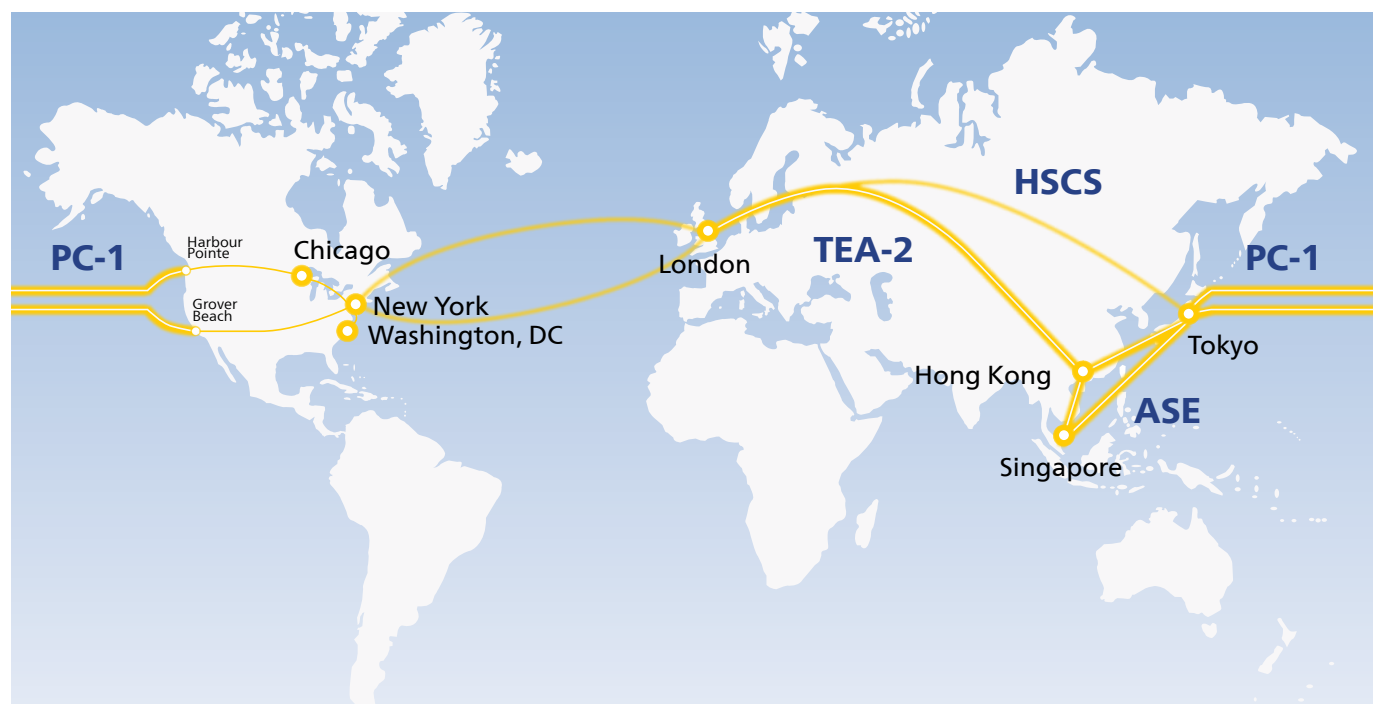 HSCS
Harbour
Pointe
PC-1
Chicago
TEA-2
London
PC-1
Grover
Beach
New York
Washington, DC
Tokyo
Hong Kong
ASE
Singapore